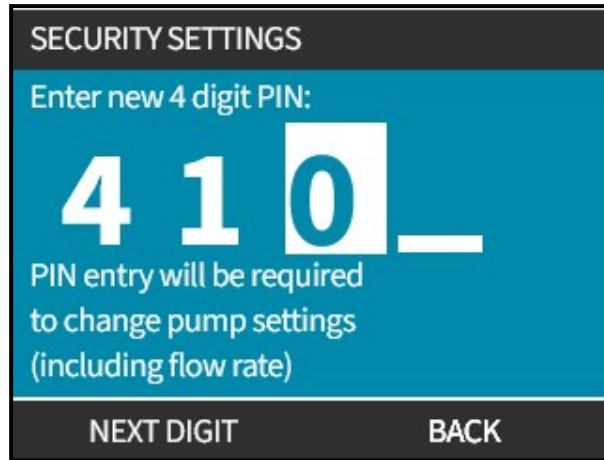 SECURITY SETTINGS
Enter new 4 digit PIN:
4 1 0 _
PIN entry will be required
to change pump settings
(including flow rate)
NEXT DIGIT BACK